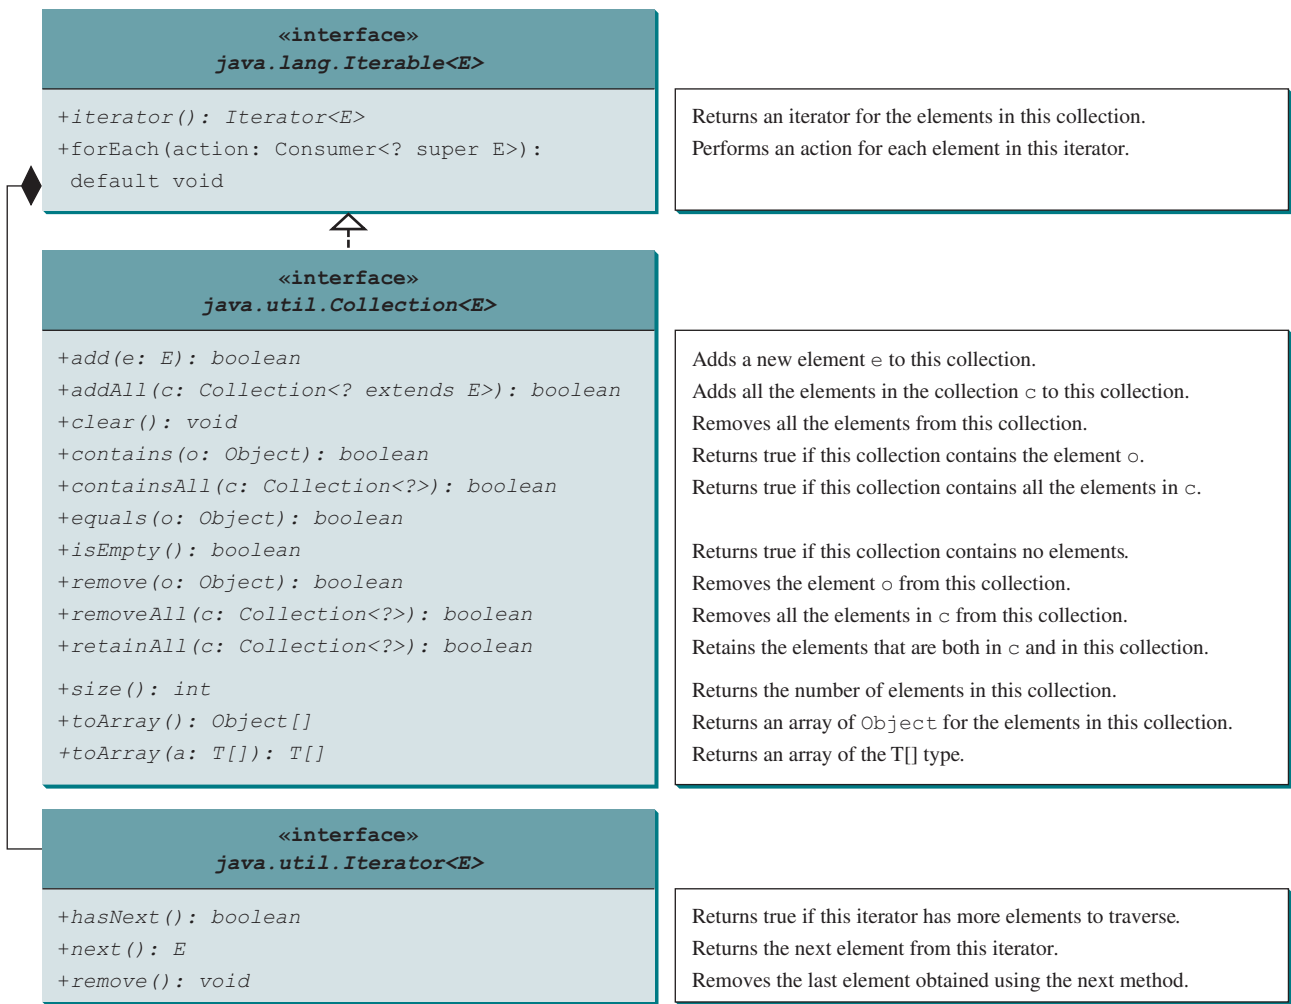 «interface»
java.lang.Iterable<E>
+iterator(): Iterator<E>
Returns an iterator for the elements in this collection.
+forEach(action: Consumer<? super E>):
Performs an action for each element in this iterator.
default void
«interface»
java.util.Collection<E>
+add(e: E): boolean
Adds a new element e to this collection.
+addAll(c: Collection<? extends E>): boolean
Adds all the elements in the collection c to this collection.
+clear(): void
Removes all the elements from this collection.
+contains(o: Object): boolean
Returns true if this collection contains the element o.
+containsAll(c: Collection<?>): boolean
Returns true if this collection contains all the elements in c.
+equals(o: Object): boolean
+isEmpty(): boolean
Returns true if this collection contains no elements.
+remove(o: Object): boolean
Removes the element o from this collection.
+removeAll(c: Collection<?>): boolean
Removes all the elements in c from this collection.
+retainAll(c: Collection<?>): boolean
Retains the elements that are both in c and in this collection.
+size(): int
Returns the number of elements in this collection.
+toArray(): Object[]
Returns an array of Object for the elements in this collection.
+toArray(a: T[]): T[]
Returns an array of the T[] type.
«interface»
java.util.Iterator<E>
+hasNext(): boolean
Returns true if this iterator has more elements to traverse.
+next(): E
Returns the next element from this iterator.
+remove(): void
Removes the last element obtained using the next method.